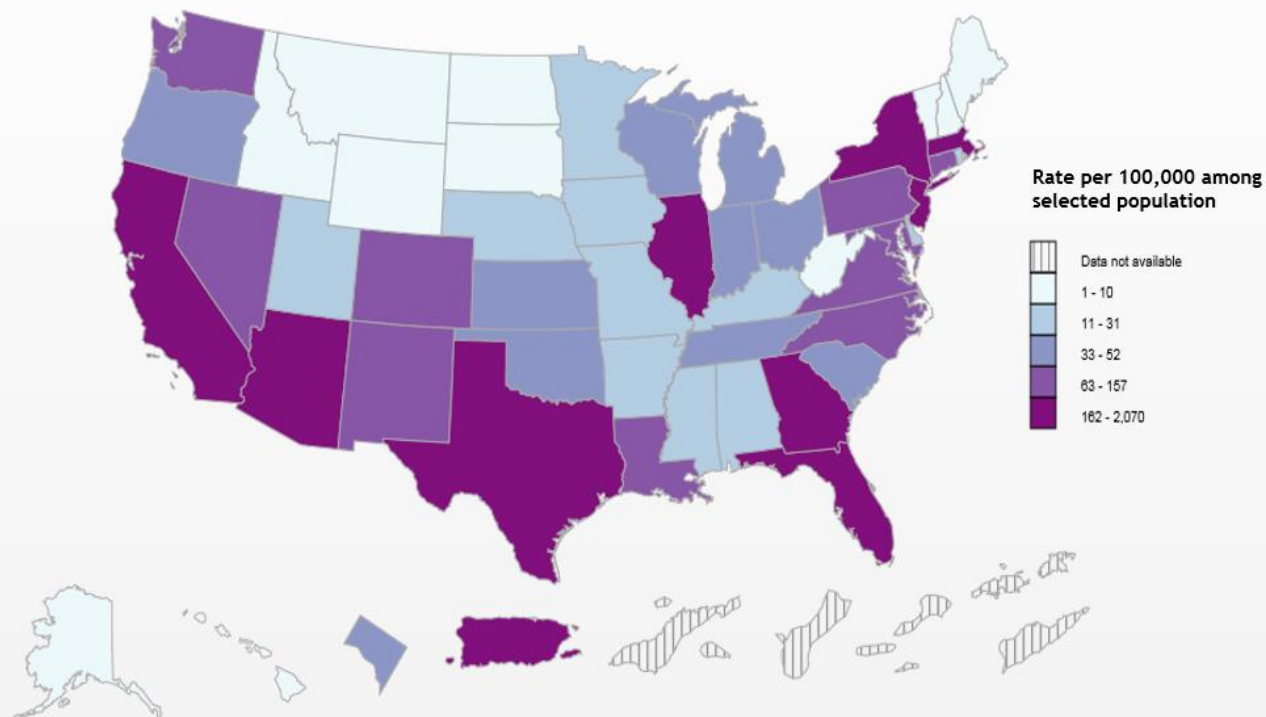 Rate per 100,000 among
selected population
Data not available
1 - 10
11 - 31
33 - 52
63 - 157
162 - 2,070